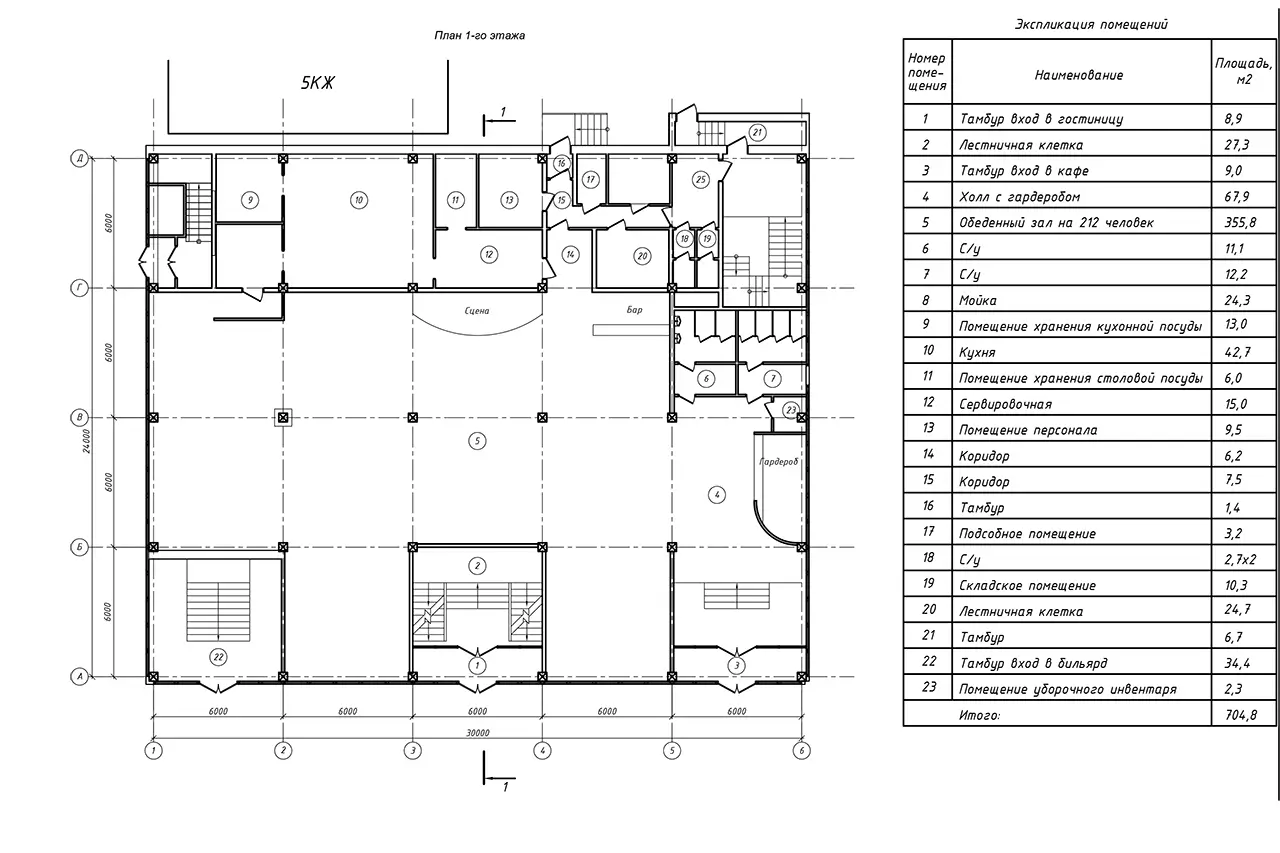 План 1-го этажа
5КЖ
1
21
16
17
25
9
10
11
13
15
18
19
12
14
20
Сцена
Бар
6
7
23
5
Гардероб
4
2
22
1
3
Д
Г
В
Б
А
6000
6000
6000
6000
24000
6000
6000
6000
6000
6000
30000
1
2
3
4
5
6
1
Экспликация помещений
Номер поме-щения Наименование Площадь, м2
1 Тамбур вход в гостиницу 8,9
2 Лестничная клетка 27,3
3 Тамбур вход в кафе 9,0
4 Холл с гардеробом 67,9
5 Обеденный зал на 212 человек 355,8
6 С/у 11,1
7 С/у 12,2
8 Мойка 24,3
9 Помещение хранения кухонной посуды 13,0
10 Кухня 42,7
11 Помещение хранения столовой посуды 6,0
12 Сервировочная 15,0
13 Помещение персонала 9,5
14 Коридор 6,2
15 Коридор 7,5
16 Тамбур 1,4
17 Подсобное помещение 3,2
18 С/у 2,7х2
19 Складское помещение 10,3
20 Лестничная клетка 24,7
21 Тамбур 6,7
22 Тамбур вход в бильярд 34,4
23 Помещение уборочного инвентаря 2,3
Итого: 704,8